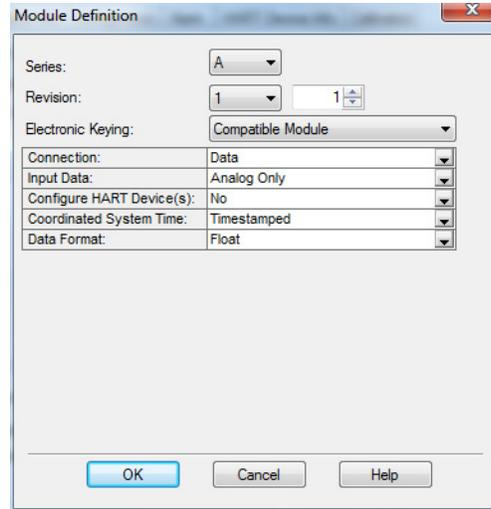 Module Definition
Series: A
Revision: 1 1
Electronic Keying: Compatible Module
Connection: Data
Input Data: Analog Only
Configure HART Device(s): No
Coordinated System Time: Timestamped
Data Format: Float
OK Cancel Help